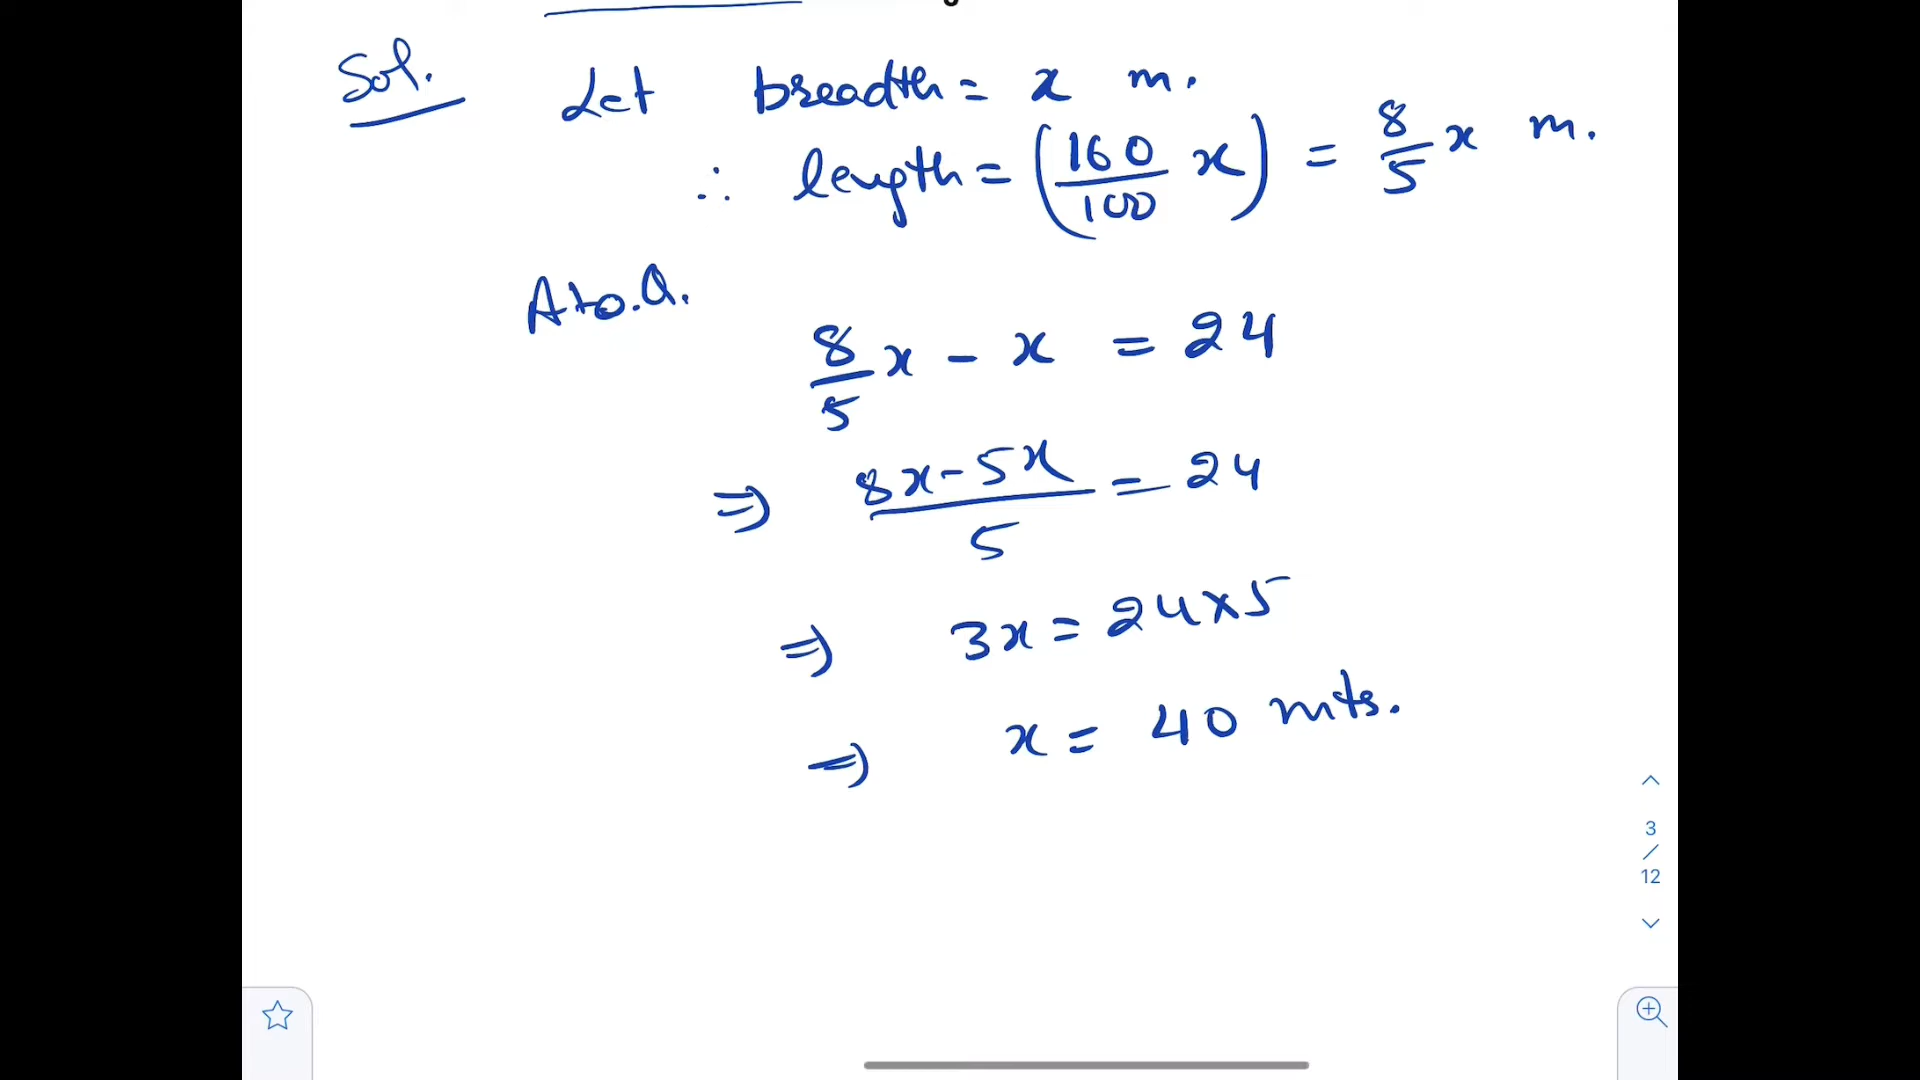 Sol. Let breadth = x m.
∴ length = (160/100 x) = 8/5 x m.
A to. Q.
8/5 x - x = 24
⇒ 8x-5x/5 = 24
⇒ 3x = 24×5
⇒ x = 40 mts.
3
/
12